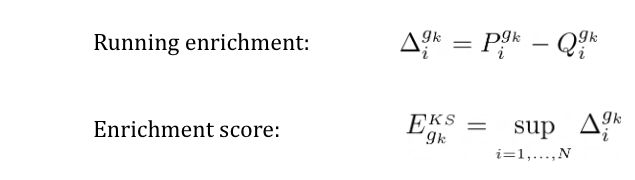 Running enrichment: Δ_i^{g_k} = P_i^{g_k} − Q_i^{g_k}
Enrichment score: E_{g_k}^{KS} = sup_{i=1,...,N} Δ_i^{g_k}